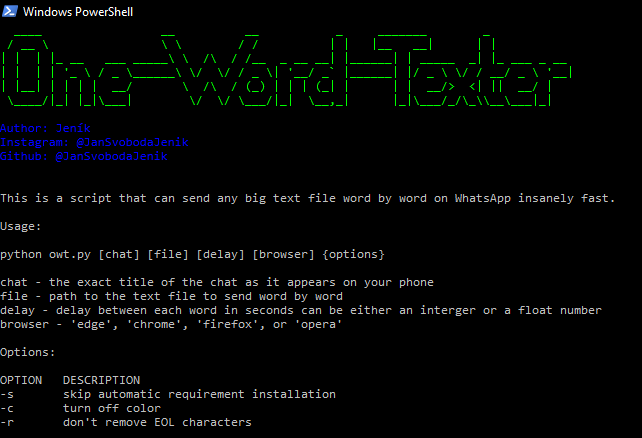 Windows PowerShell
One-Word-Texter
Author: Jenik
Instagram: @JanSvobodaJenik
Github: @JanSvobodaJenik
This is a script that can send any big text file word by word on WhatsApp insanely fast.
Usage:
python owt.py [chat] [file] [delay] [browser] {options}
chat - the exact title of the chat as it appears on your phone
file - path to the text file to send word by word
delay - delay between each word in seconds can be either an interger or a float number
browser - 'edge', 'chrome', 'firefox', or 'opera'
Options:
OPTION DESCRIPTION
-s skip automatic requirement installation
-c turn off color
-r don't remove EOL characters